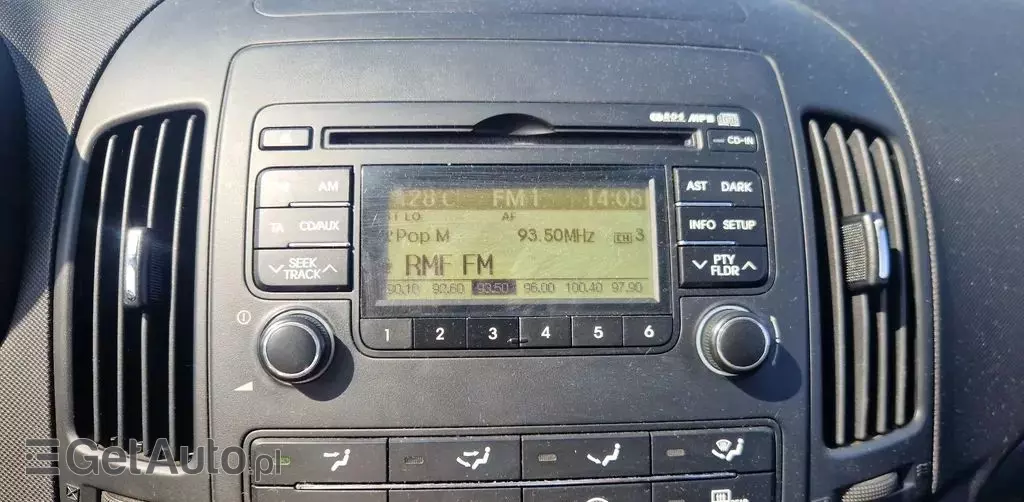 MP3
CD-IN
AM
AST DARK
CD/AUX
INFO SETUP
SEEK
TRACK
PTY
FLDR
28 C FM1 14:05
LO AF
Pop M 93.50MHz CH 3
RMF FM
90.10 92.60 93.50 96.00 100.40 97.90
1 2 3 4 5 6
GetAuto.pl